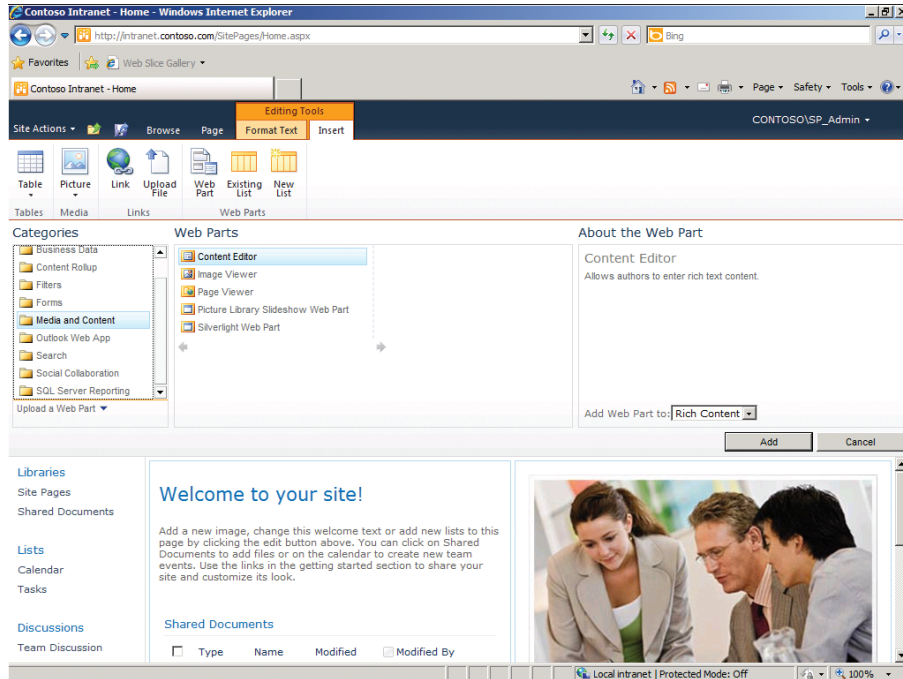 Contoso Intranet - Home - Windows Internet Explorer
http://intranet.contoso.com/SitePages/Home.aspx
Bing
Favorites
Web Slice Gallery
Contoso Intranet - Home
Page
Safety
Tools
Editing Tools
Site Actions
Browse
Page
Format Text
Insert
CONTOSO\SP_Admin
Table
Picture
Link
Upload File
Web Part
Existing List
New List
Tables
Media
Links
Web Parts
Categories
Business Data
Content Rollup
Filters
Forms
Media and Content
Outlook Web App
Search
Social Collaboration
SQL Server Reporting
Upload a Web Part
Web Parts
Content Editor
Image Viewer
Page Viewer
Picture Library Slideshow Web Part
Silverlight Web Part
About the Web Part
Content Editor
Allows authors to enter rich text content.
Add Web Part to: Rich Content
Add
Cancel
Libraries
Site Pages
Shared Documents
Lists
Calendar
Tasks
Discussions
Team Discussion
Welcome to your site!
Add a new image, change this welcome text or add new lists to this
page by clicking the edit button above. You can click on Shared
Documents to add files or on the calendar to create new team
events. Use the links in the getting started section to share your
site and customize its look.
Shared Documents
Type
Name
Modified
Modified By
Local intranet | Protected Mode: Off
100%